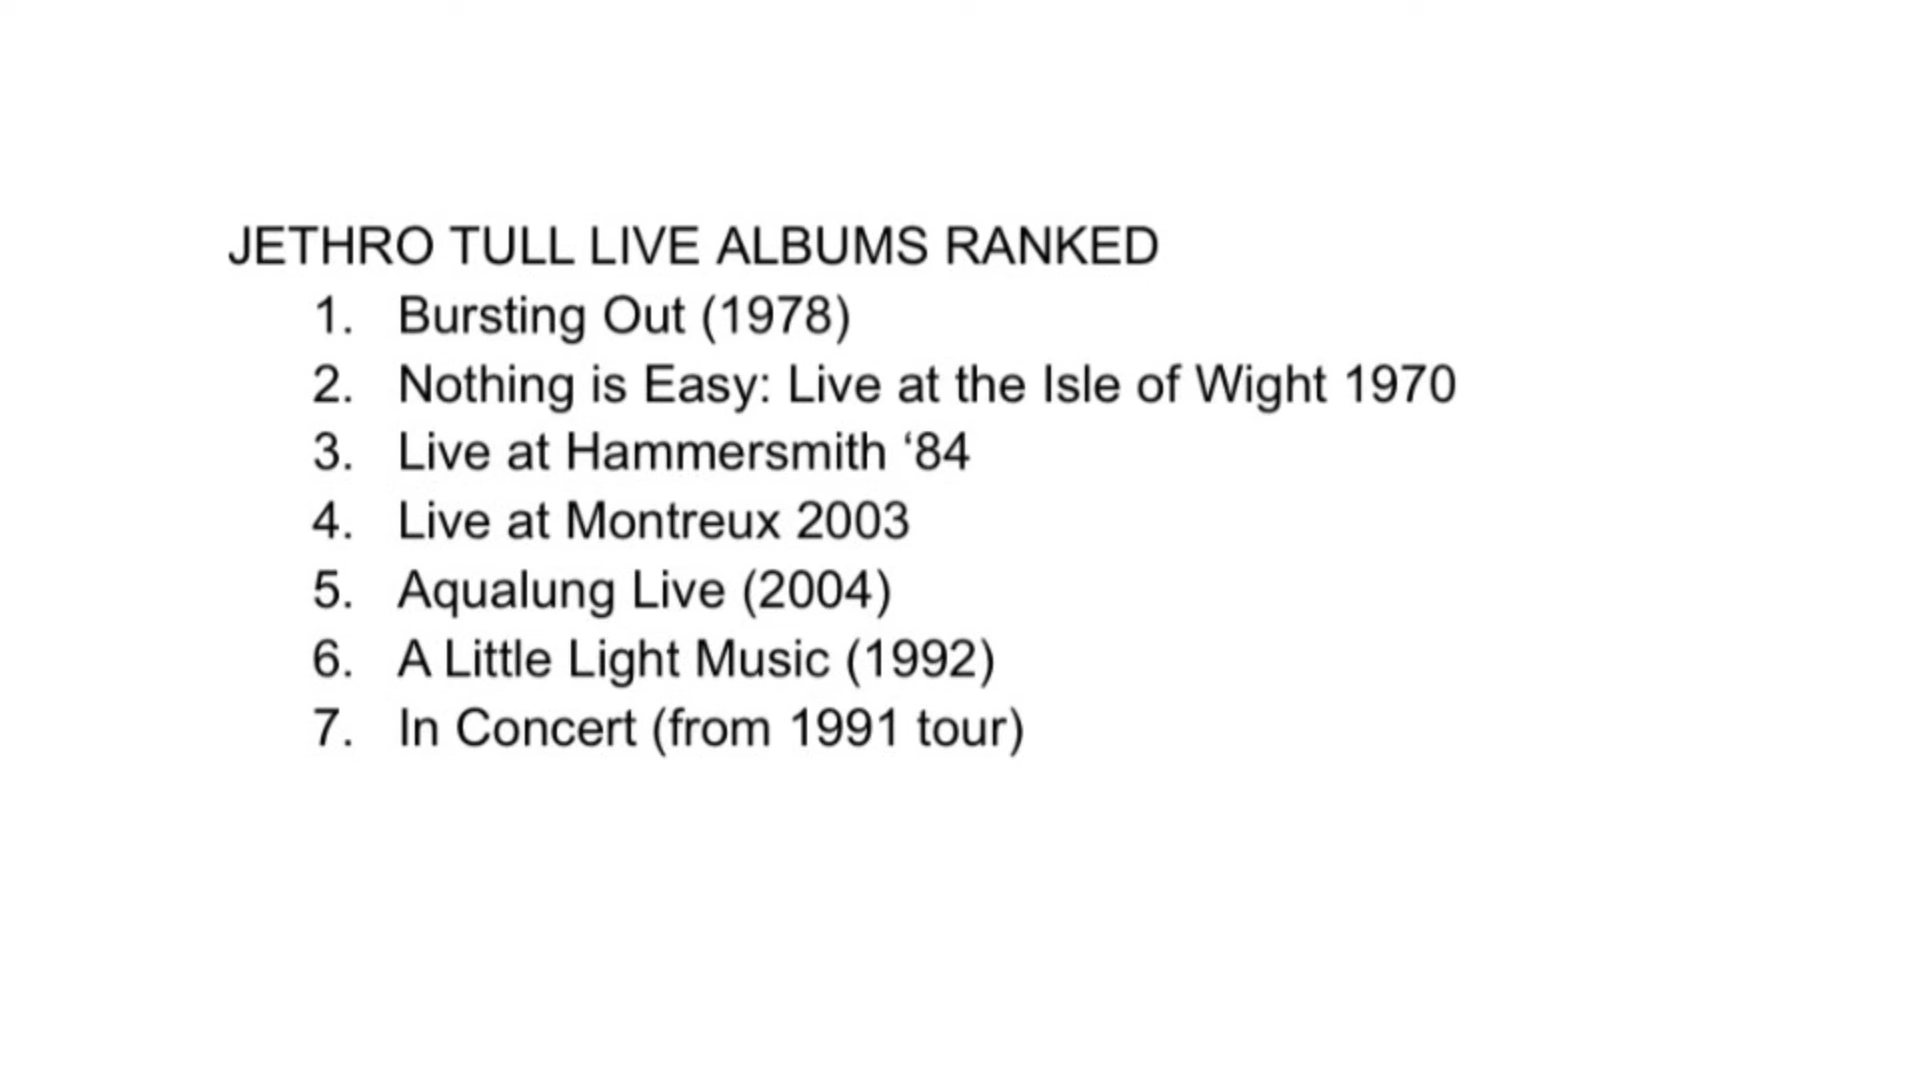 JETHRO TULL LIVE ALBUMS RANKED
1. Bursting Out (1978)
2. Nothing is Easy: Live at the Isle of Wight 1970
3. Live at Hammersmith ‘84
4. Live at Montreux 2003
5. Aqualung Live (2004)
6. A Little Light Music (1992)
7. In Concert (from 1991 tour)